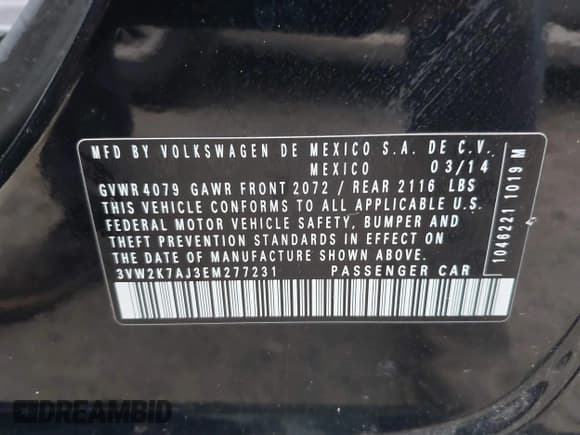 MFD BY VOLKSWAGEN DE MEXICO S.A. DE C.V.
MEXICO 03/14
GVWR 4079 GAWR FRONT 2072 / REAR 2116 LBS
THIS VEHICLE CONFORMS TO ALL APPLICABLE U.S.
FEDERAL MOTOR VEHICLE SAFETY, BUMPER AND
THEFT PREVENTION STANDARDS IN EFFECT ON
THE DATE OF MANUFACTURE SHOWN ABOVE.
3VW2K7AJ3EM277231 PASSENGER CAR
1046221 1019 M
DREAMBID